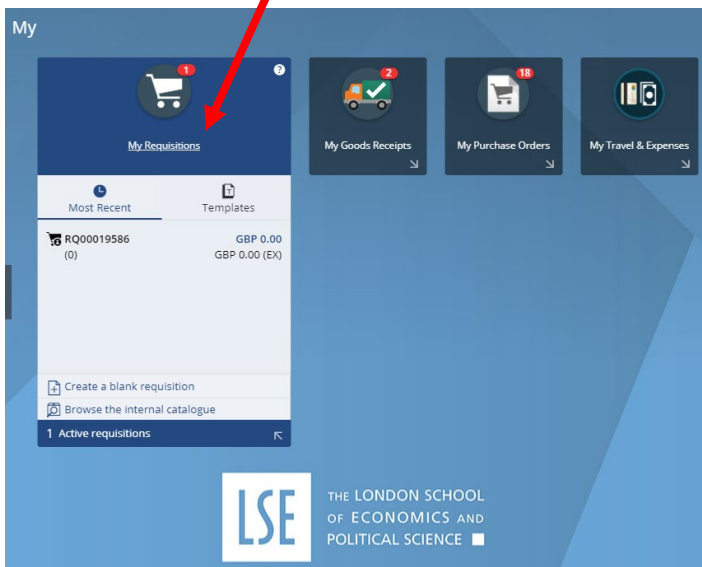 My
1
?
My Requisitions
Most Recent
Templates
RQ00019586
GBP 0.00
(0)
GBP 0.00 (EX)
Create a blank requisition
Browse the internal catalogue
1 Active requisitions
2
My Goods Receipts
18
My Purchase Orders
My Travel & Expenses
LSE
THE LONDON SCHOOL
OF ECONOMICS AND
POLITICAL SCIENCE